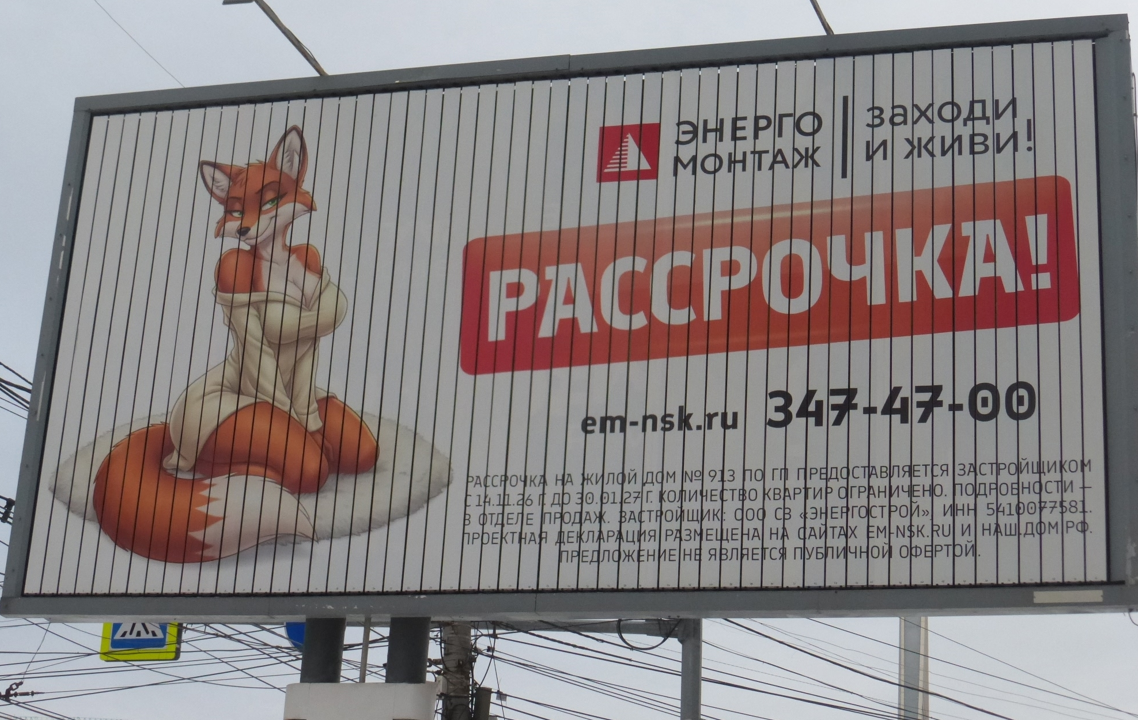 ЭНЕРГО
МОНТАЖ
заходи
и живи!
РАССРОЧКА!
em-nsk.ru 347-47-00
РАССРОЧКА НА ЖИЛОЙ ДОМ № 913 ПО ГП ПРЕДОСТАВЛЯЕТСЯ ЗАСТРОЙЩИКОМ
С 14.11.26 Г. ДО 30.01.27 Г. КОЛИЧЕСТВО КВАРТИР ОГРАНИЧЕНО. ПОДРОБНОСТИ –
В ОТДЕЛЕ ПРОДАЖ. ЗАСТРОЙЩИК: ООО СЗ «ЭНЕРГОСТРОЙ», ИНН 5410077581.
ПРОЕКТНАЯ ДЕКЛАРАЦИЯ РАЗМЕЩЕНА НА САЙТАХ EM-NSK.RU И НАШ.ДОМ.РФ.
ПРЕДЛОЖЕНИЕ НЕ ЯВЛЯЕТСЯ ПУБЛИЧНОЙ ОФЕРТОЙ.